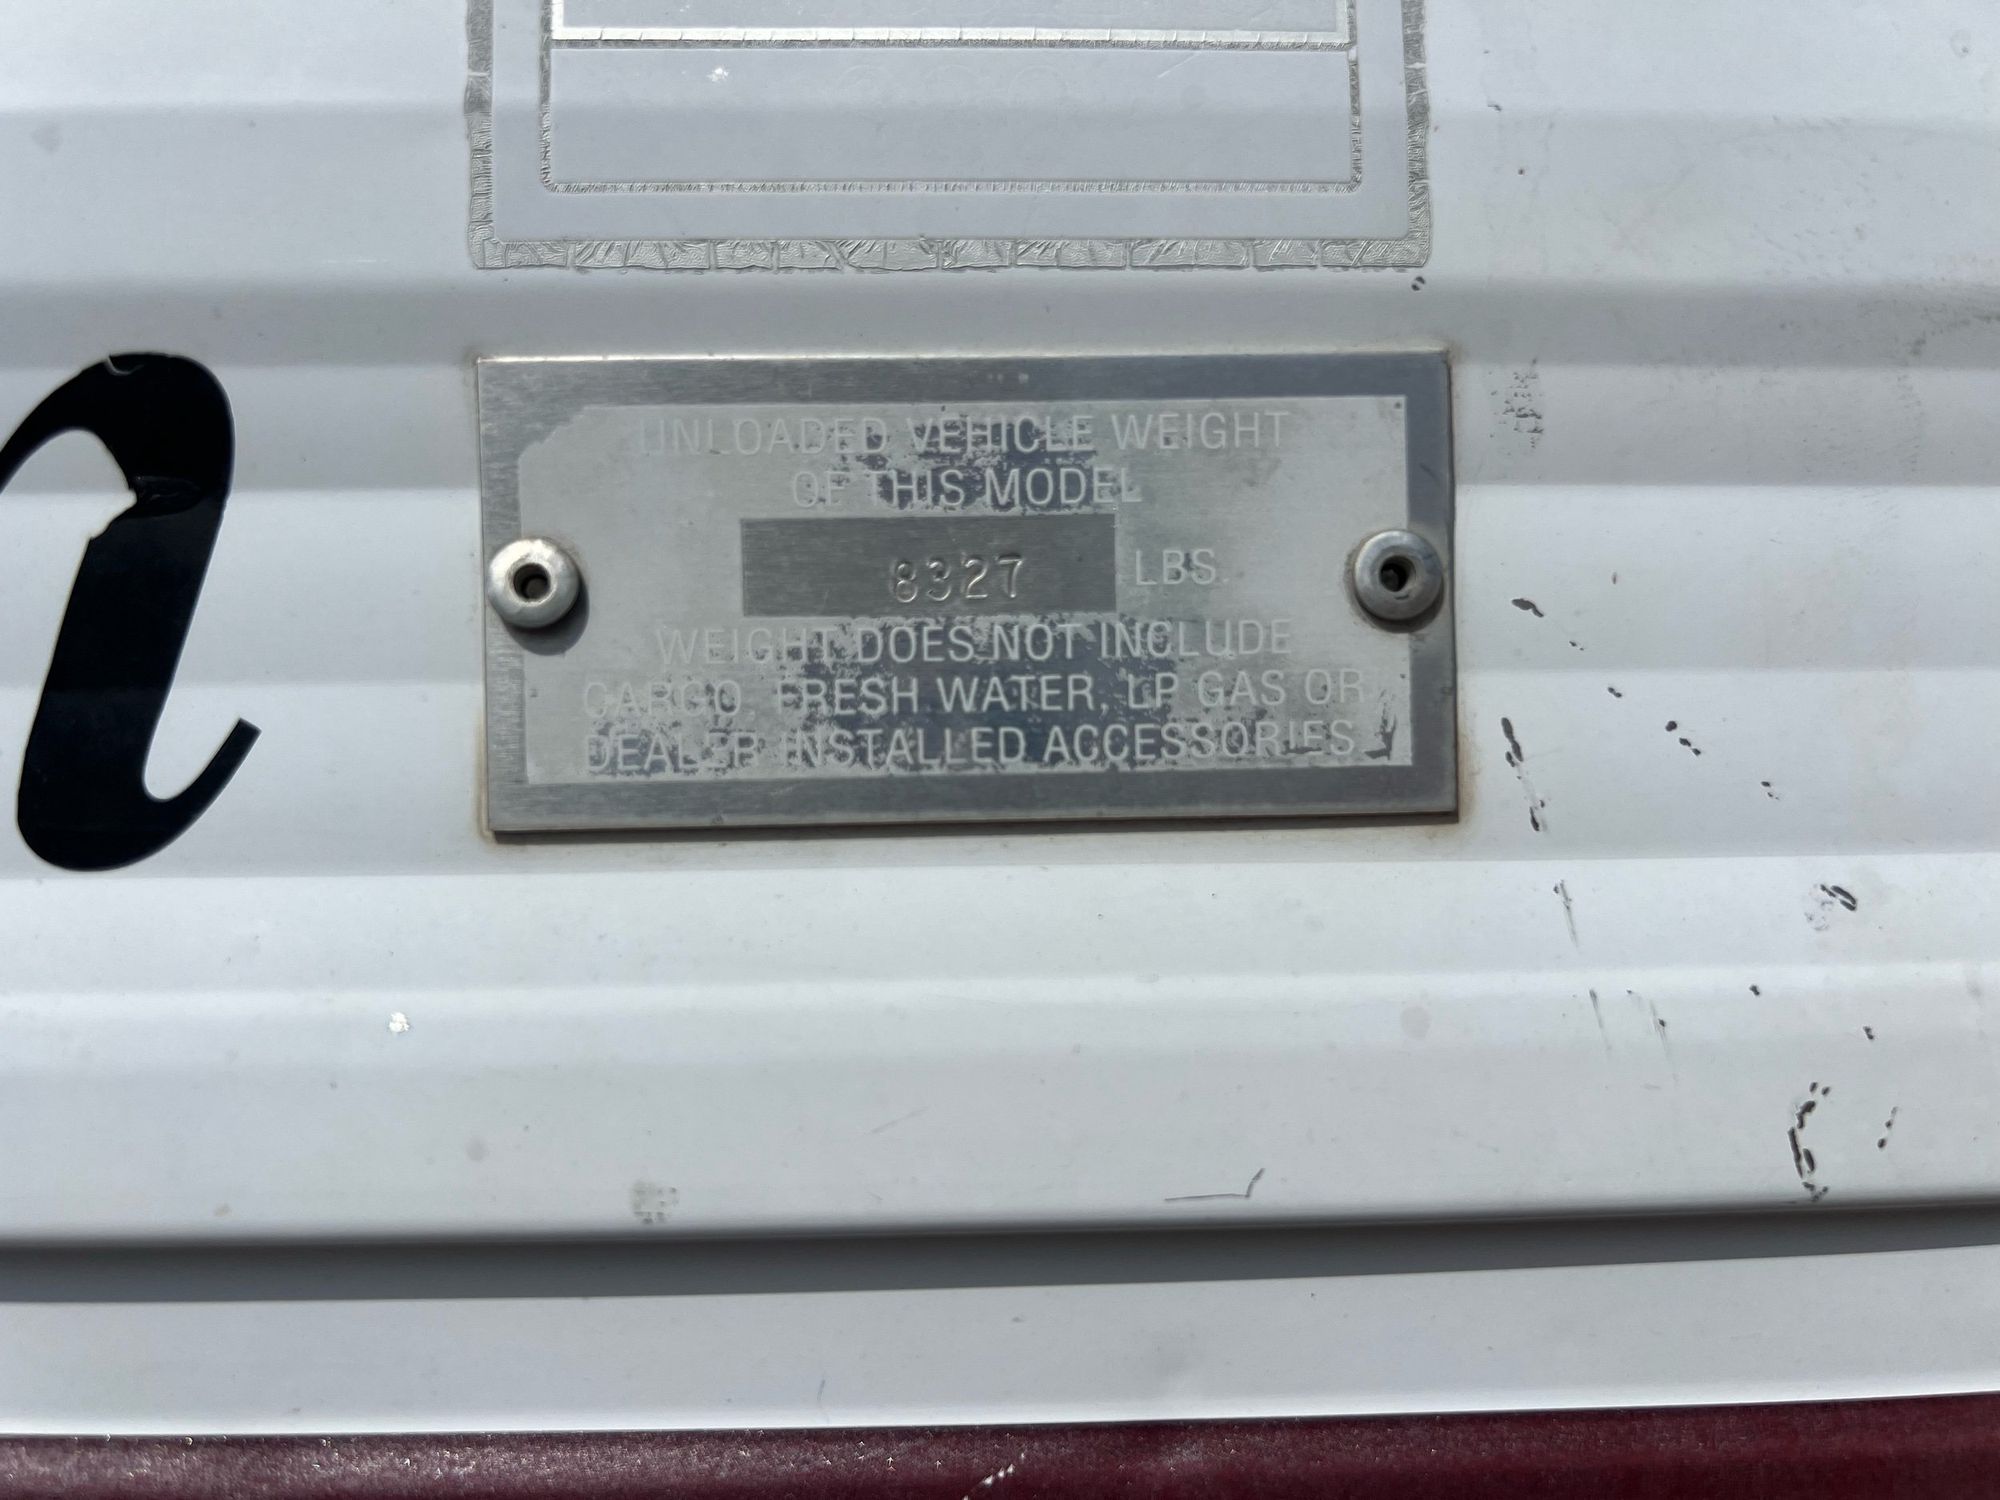 UNLOADED VEHICLE WEIGHT
OF THIS MODEL
8327 LBS.
WEIGHT DOES NOT INCLUDE
CARGO, FRESH WATER, LP GAS OR
DEALER INSTALLED ACCESSORIES